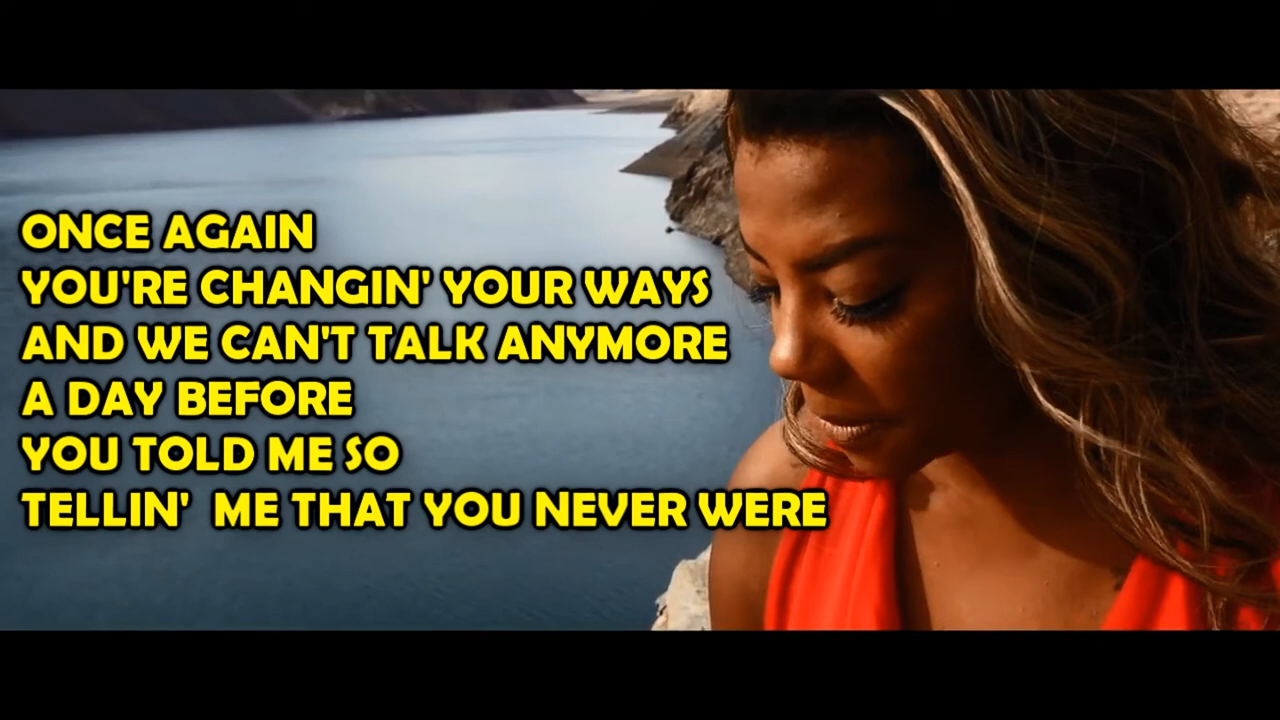 ONCE AGAIN
YOU'RE CHANGIN' YOUR WAYS
AND WE CAN'T TALK ANYMORE
A DAY BEFORE
YOU TOLD ME SO
TELLIN'  ME THAT YOU NEVER WERE